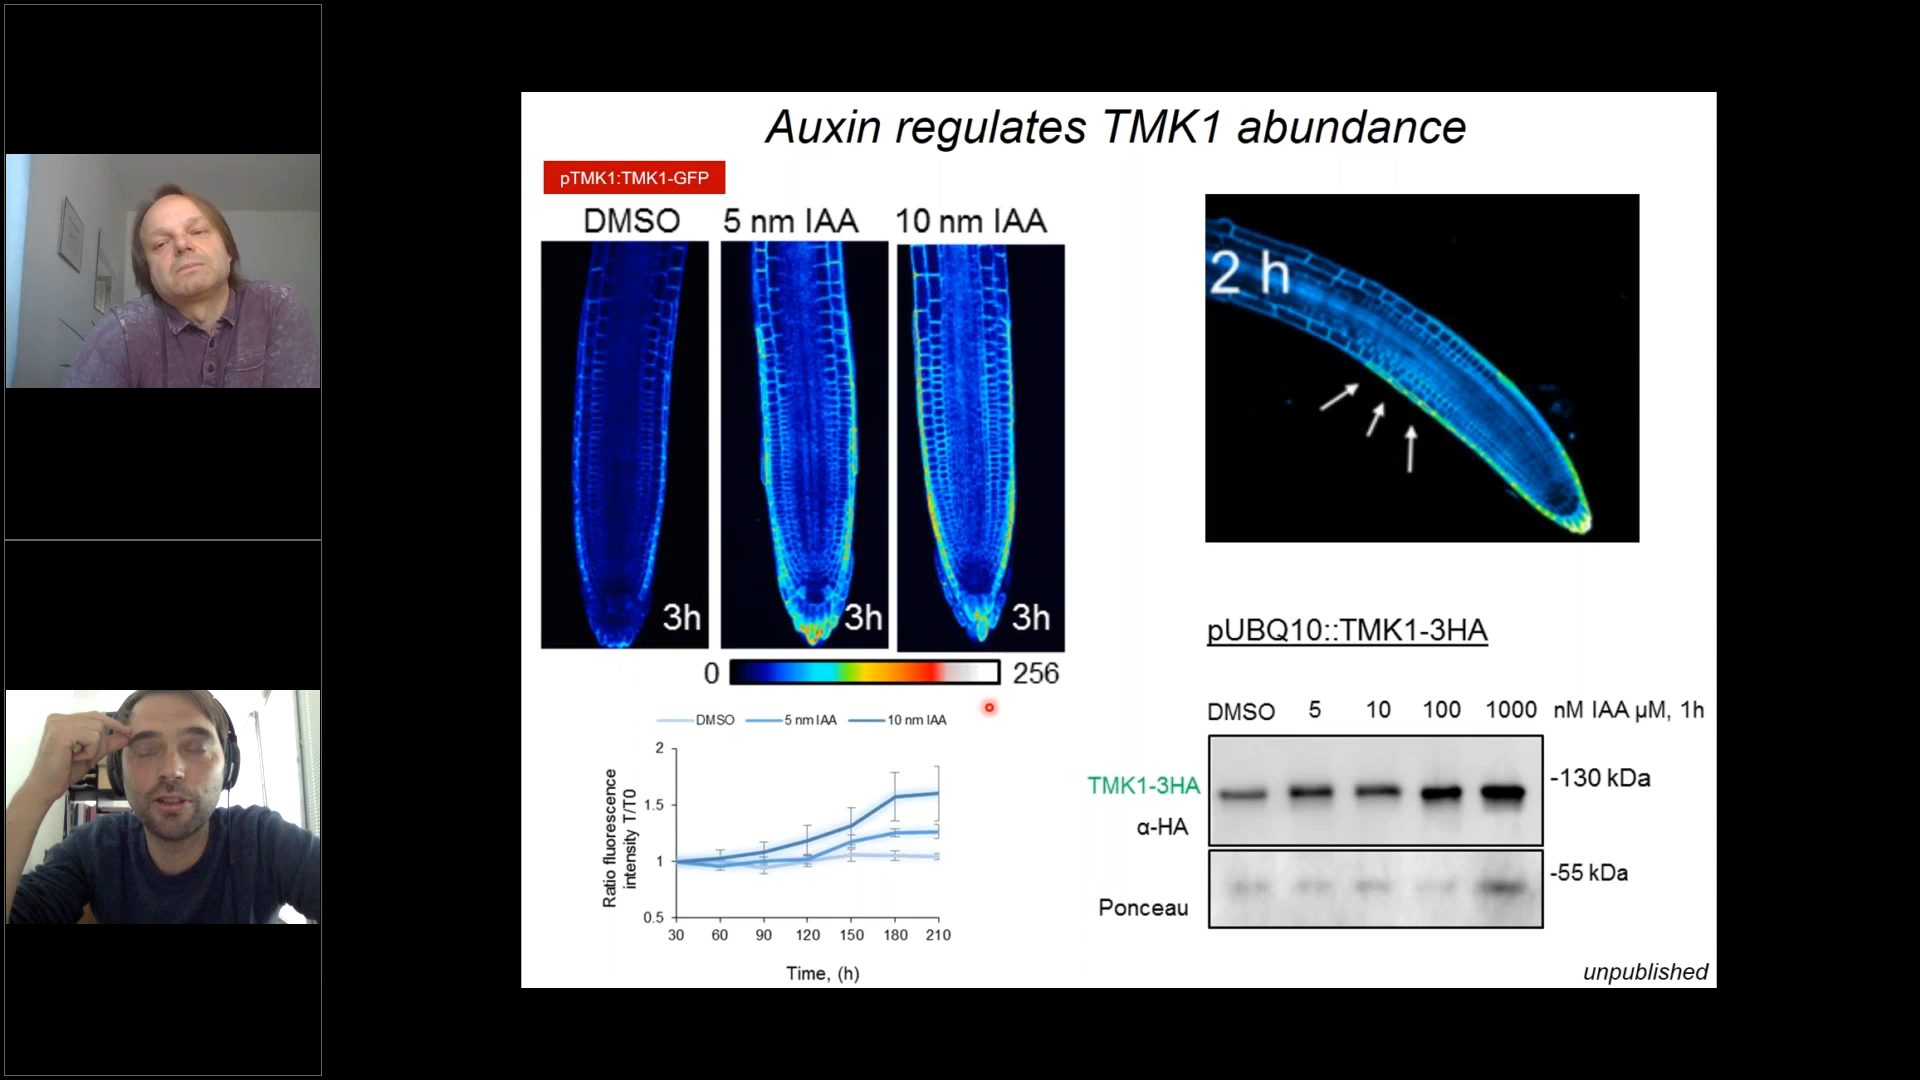 Auxin regulates TMK1 abundance
pTMK1:TMK1-GFP
DMSO 5 nm IAA 10 nm IAA
3h 3h 3h
0 256
DMSO 5 nm IAA 10 nm IAA
Ratio fluorescence
intensity T/T0
2
1.5
1
0.5
30 60 90 120 150 180 210
Time, (h)
2 h
pUBQ10::TMK1-3HA
DMSO 5 10 100 1000 nM IAA µM, 1h
TMK1-3HA
α-HA
-130 kDa
-55 kDa
Ponceau
unpublished